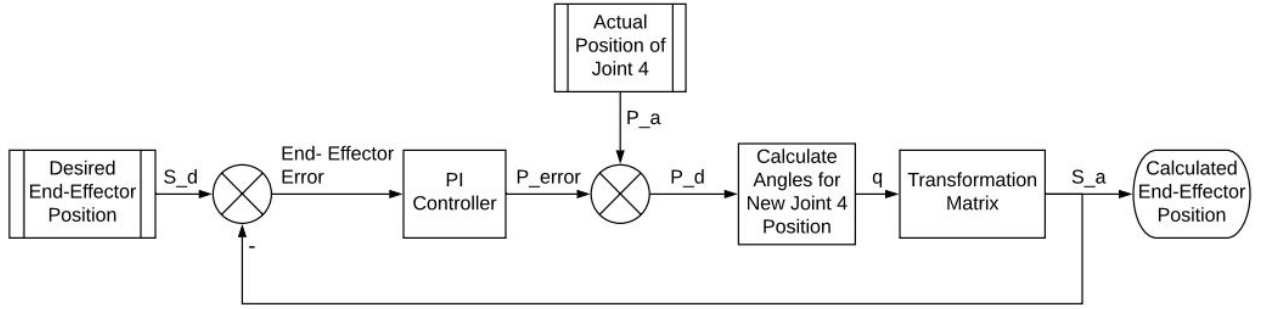 Actual
Position of
Joint 4
P_a
Desired
End-Effector
Position
S_d
End- Effector
Error
PI
Controller
P_error
P_d
Calculate
Angles for
New Joint 4
Position
q
Transformation
Matrix
S_a
Calculated
End-Effector
Position
-